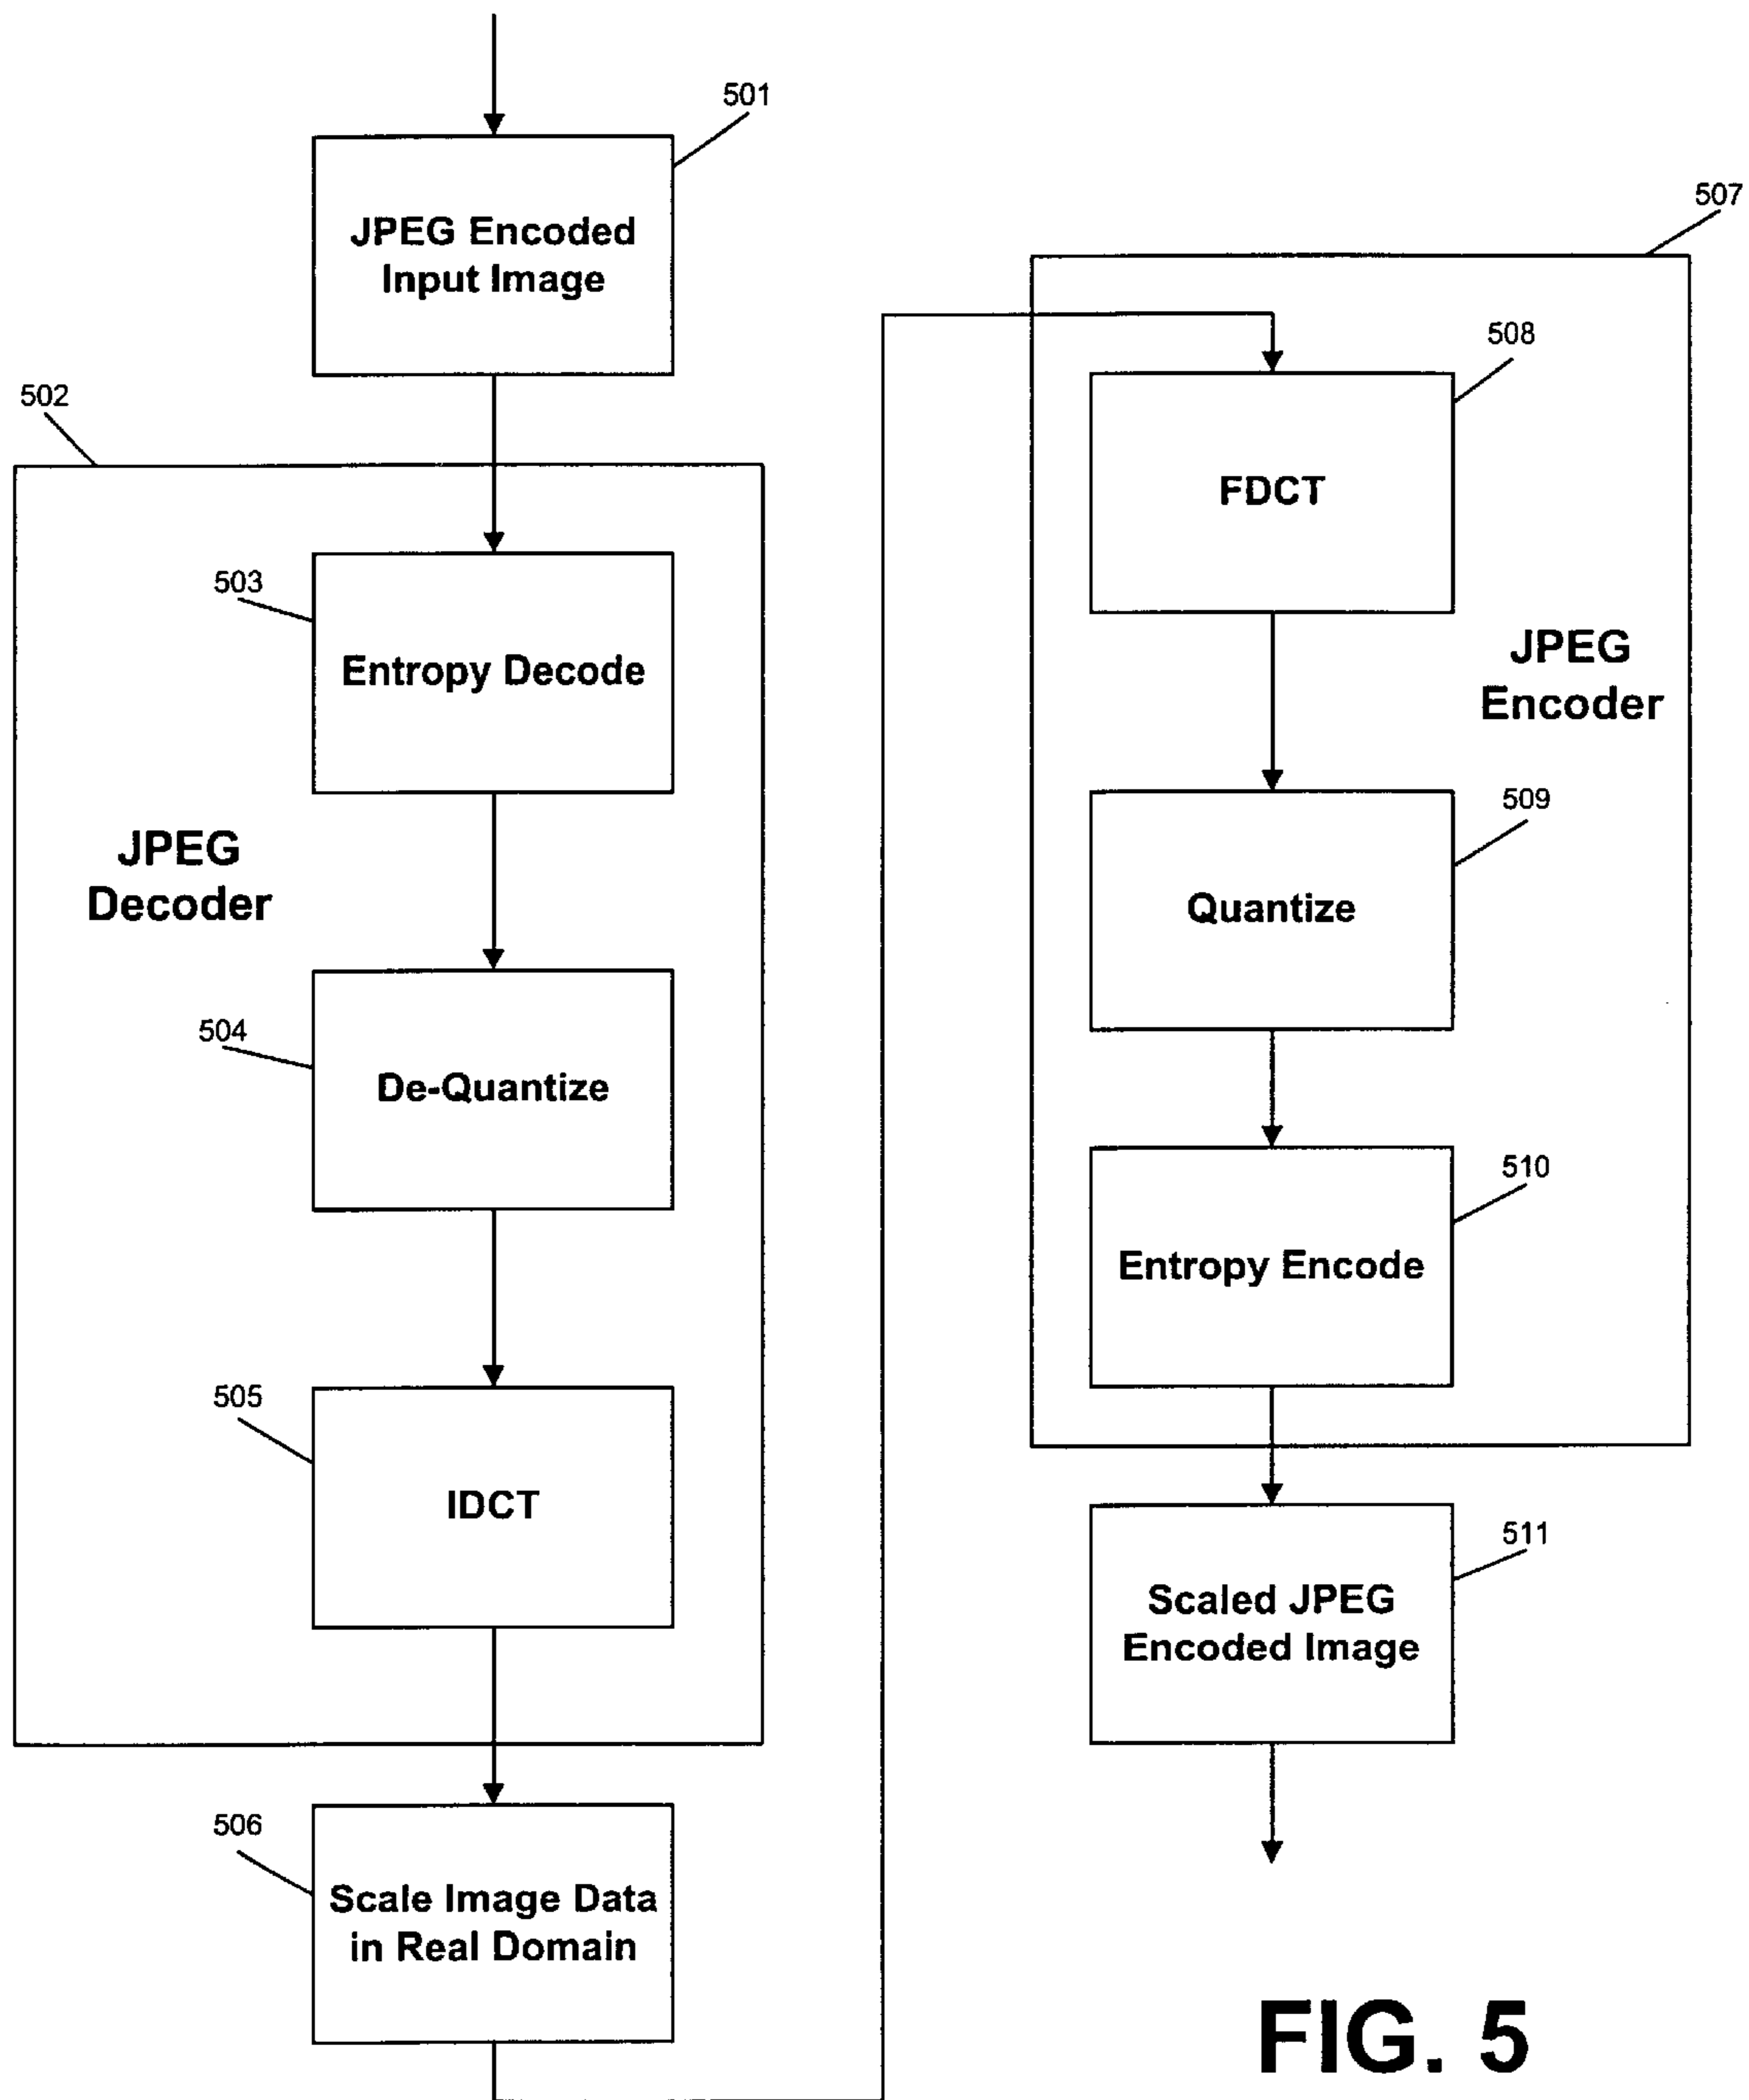 501
JPEG Encoded
Input Image
502
503
Entropy Decode
JPEG
Decoder
504
De-Quantize
505
IDCT
506
Scale Image Data
in Real Domain
507
508
FDCT
JPEG
Encoder
509
Quantize
510
Entropy Encode
511
Scaled JPEG
Encoded Image
FIG. 5